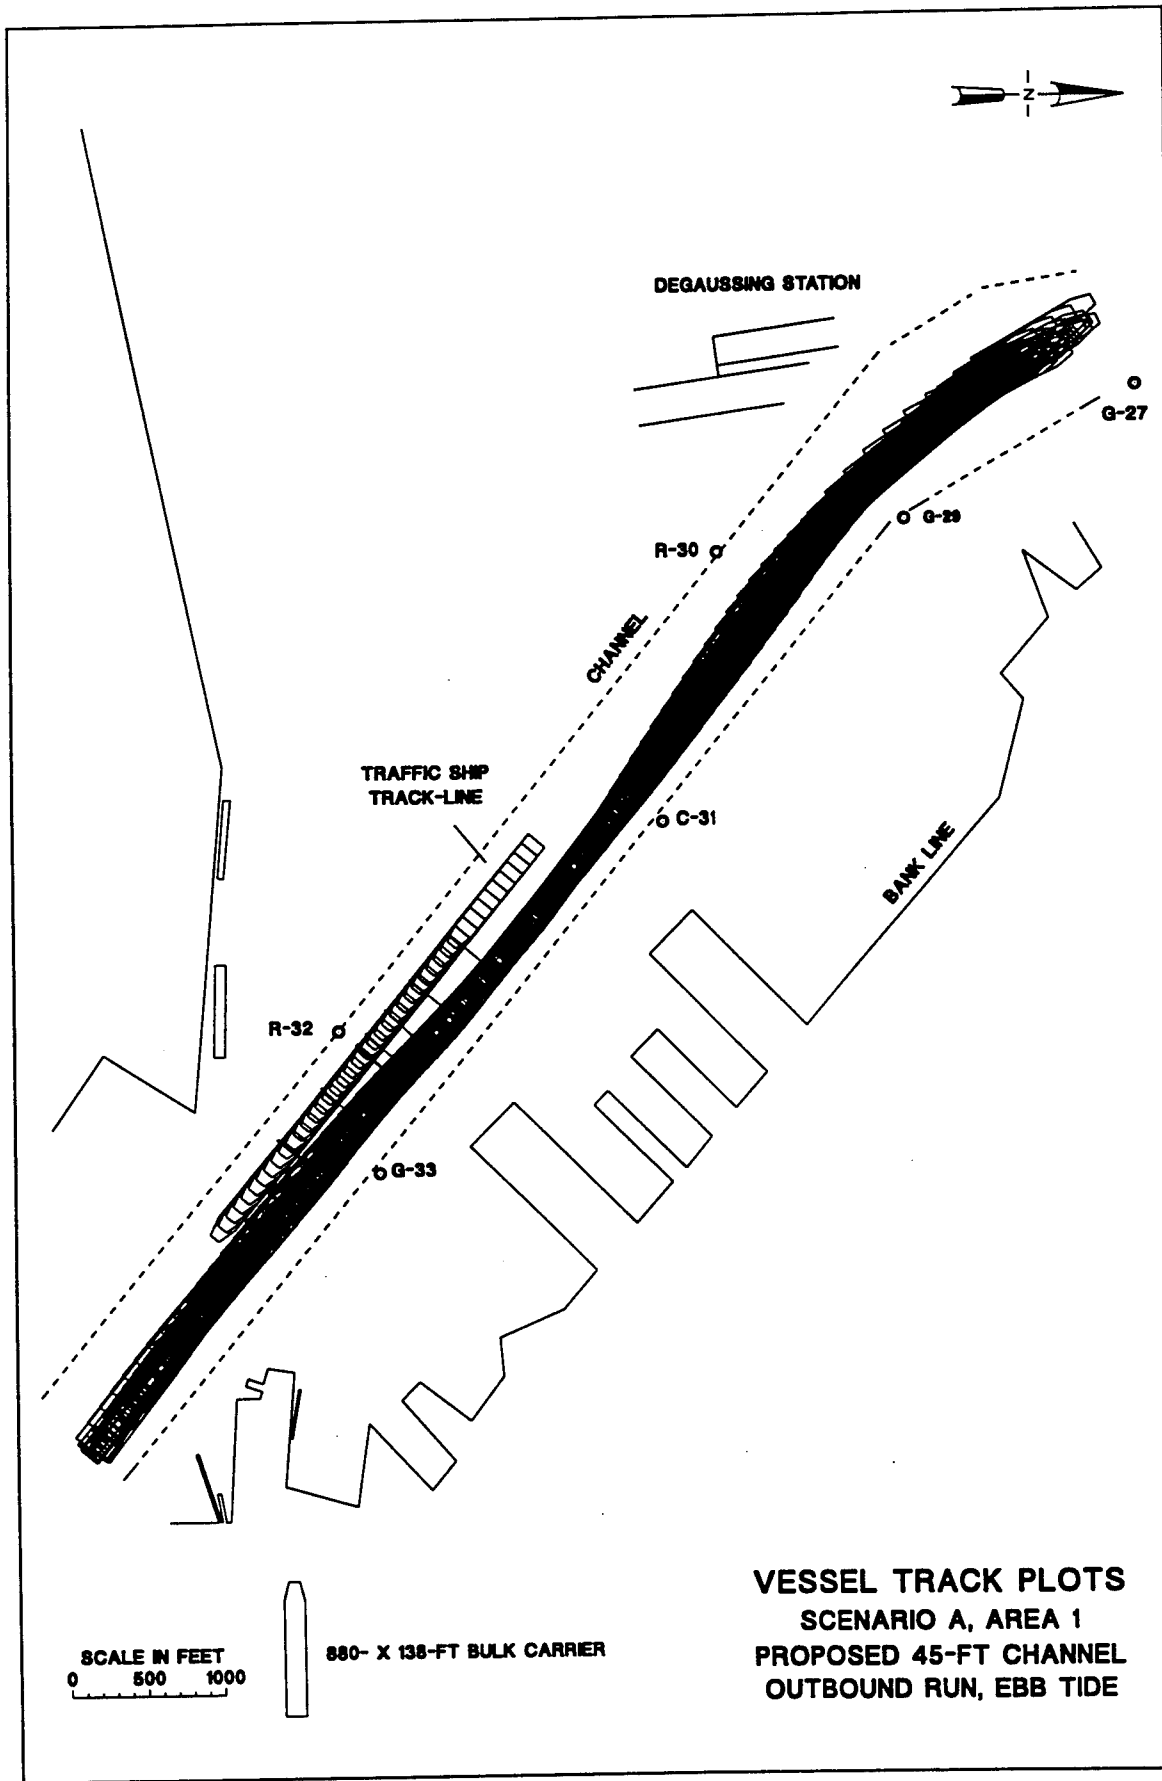 N
DEGAUSSING STATION
G-27
G-29
R-30
CHANNEL
TRAFFIC SHIP
TRACK-LINE
C-31
BANK LINE
R-32
G-33
VESSEL TRACK PLOTS
SCENARIO A, AREA 1
PROPOSED 45-FT CHANNEL
OUTBOUND RUN, EBB TIDE
880- X 138-FT BULK CARRIER
SCALE IN FEET
0 500 1000